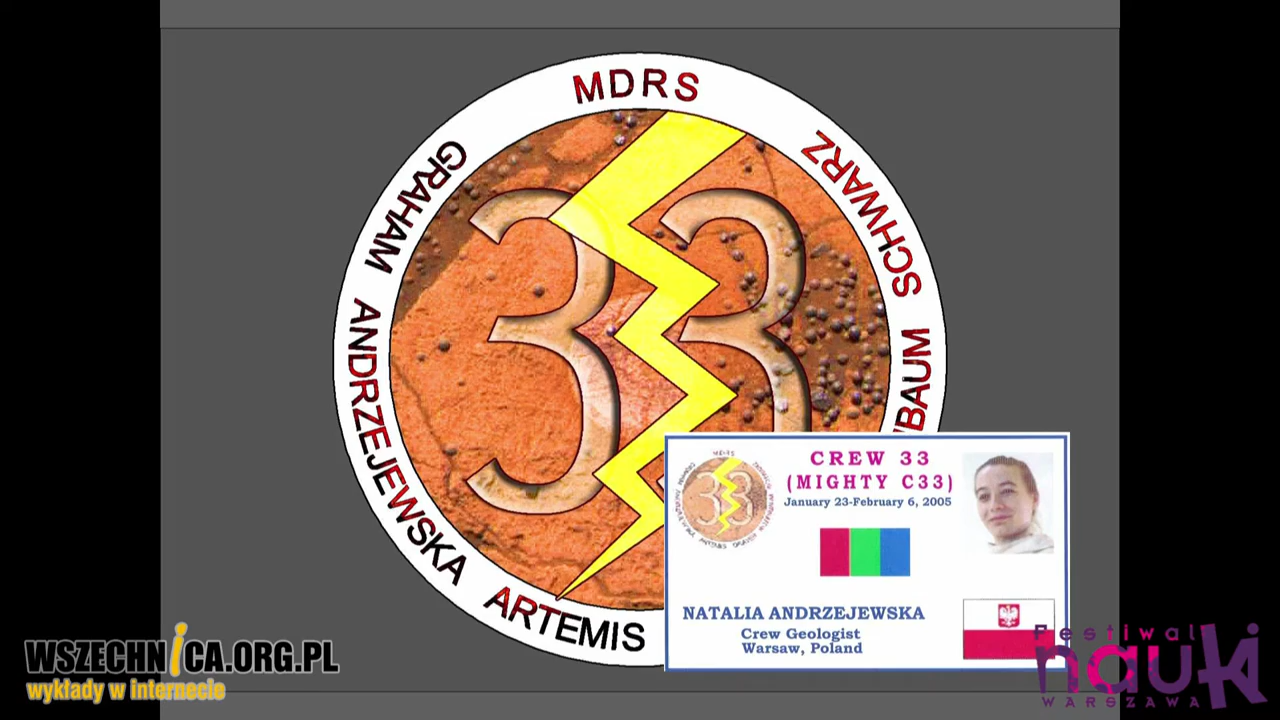 MDRS
SCHWARZ
GRAHAM
ANDRZEJEWSKA
ARTEMIS
33
CREW 33
(MIGHTY C33)
January 23-February 6, 2005
NATALIA ANDRZEJEWSKA
Crew Geologist
Warsaw, Poland
WSZECHNiCA.ORG.PL
wykłady w internecie
Festiwal
nauki
WARSZAWA